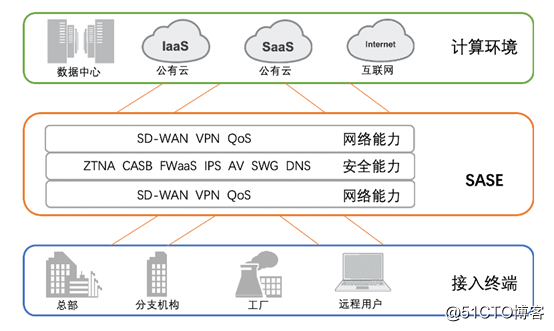 IaaS
SaaS
Internet
计算环境
数据中心
公有云
公有云
互联网
SD-WAN VPN QoS 网络能力
ZTNA CASB FWaaS IPS AV SWG DNS 安全能力
SASE
SD-WAN VPN QoS 网络能力
接入终端
总部
分支机构
工厂
远程用户
@51CTO博客